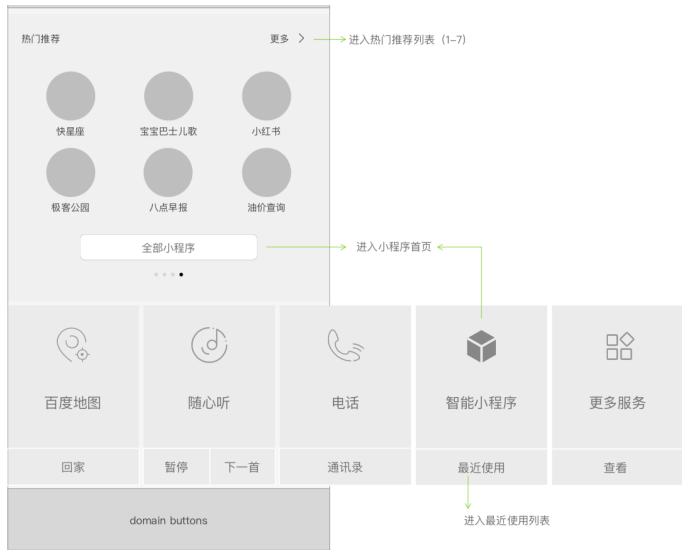 热门推荐
更多 >
进入热门推荐列表（1-7）
快星座
宝宝巴士儿歌
小红书
极客公园
八点早报
油价查询
全部小程序
进入小程序首页
百度地图
随心听
电话
智能小程序
更多服务
回家
暂停
下一首
通讯录
最近使用
查看
domain buttons
进入最近使用列表